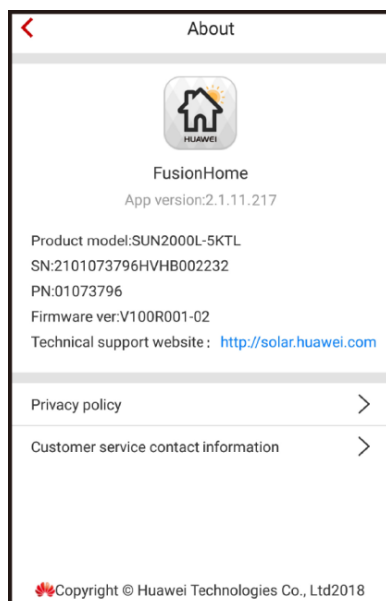 About
HUAWEI
FusionHome
App version:2.1.11.217
Product model:SUN2000L-5KTL
SN:2101073796HVHB002232
PN:01073796
Firmware ver:V100R001-02
Technical support website: http://solar.huawei.com
Privacy policy
Customer service contact information
Copyright © Huawei Technologies Co., Ltd2018